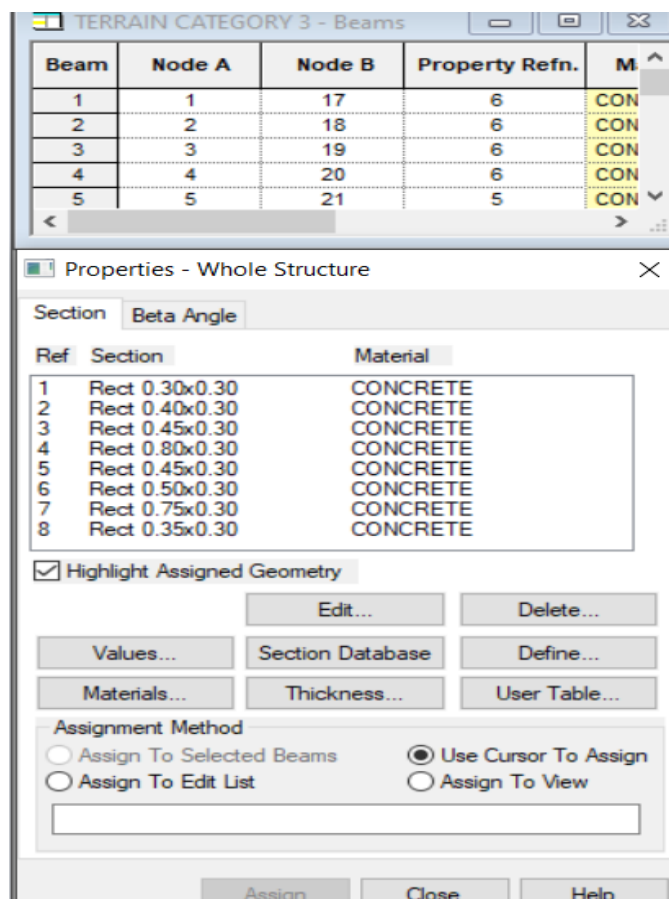 TERRAIN CATEGORY 3 - Beams
Beam Node A Node B Property Refn.
1 1 17 6 CON
2 2 18 6 CON
3 3 19 6 CON
4 4 20 6 CON
5 5 21 5 CON
Properties - Whole Structure
Section Beta Angle
Ref Section Material
1 Rect 0.30x0.30 CONCRETE
2 Rect 0.40x0.30 CONCRETE
3 Rect 0.45x0.30 CONCRETE
4 Rect 0.80x0.30 CONCRETE
5 Rect 0.45x0.30 CONCRETE
6 Rect 0.50x0.30 CONCRETE
7 Rect 0.75x0.30 CONCRETE
8 Rect 0.35x0.30 CONCRETE
Highlight Assigned Geometry
Edit... Delete...
Values... Section Database Define...
Materials... Thickness... User Table...
Assignment Method
Assign To Selected Beams Use Cursor To Assign
Assign To Edit List Assign To View
Assign Close Help